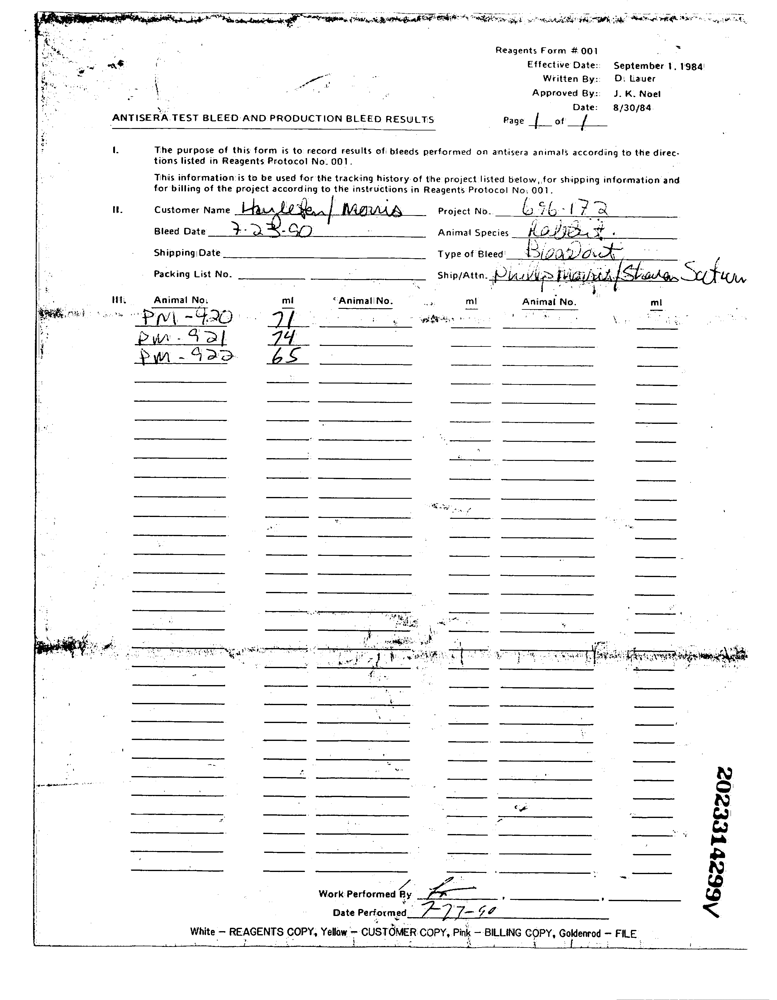 Reagents Form # 001
Effective Date: September 1, 1984
Written By: D. Lauer
Approved By: J. K. Noel
Date: 8/30/84
ANTISERA TEST BLEED AND PRODUCTION BLEED RESULTS
Page 1 of 1
I. The purpose of this form is to record results of bleeds performed on antisera animals according to the direc-
tions listed in Reagents Protocol No. 001.
This information is to be used for the tracking history of the project listed below, for shipping information and
for billing of the project according to the instructions in Reagents Protocol No. 001.
II. Customer Name / Morris Project No. 696-172
Bleed Date 7-23-90 Animal Species Rabbit.
Shipping Date Type of Bleed Bleedout
Packing List No. Ship/Attn. Phillip Morris/
III. Animal No. ml Animal No. ml Animal No. ml
PM-920 71
PM-921 74
PM-922 65
Work Performed By
Date Performed 7-27-90
White – REAGENTS COPY, Yellow – CUSTOMER COPY, Pink – BILLING COPY, Goldenrod – FILE
2023314299V